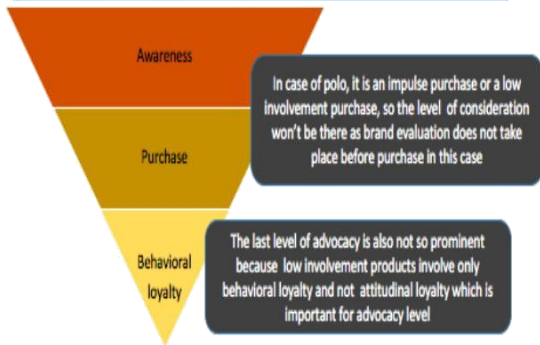 Awareness
In case of polo, it is an impulse purchase or a low
involvement purchase, so the level of consideration
won't be there as brand evaluation does not take
place before purchase in this case
Purchase
The last level of advocacy is also not so prominent
because low involvement products involve only
behavioral loyalty and not attitudinal loyalty which is
important for advocacy level
Behavioral
loyalty